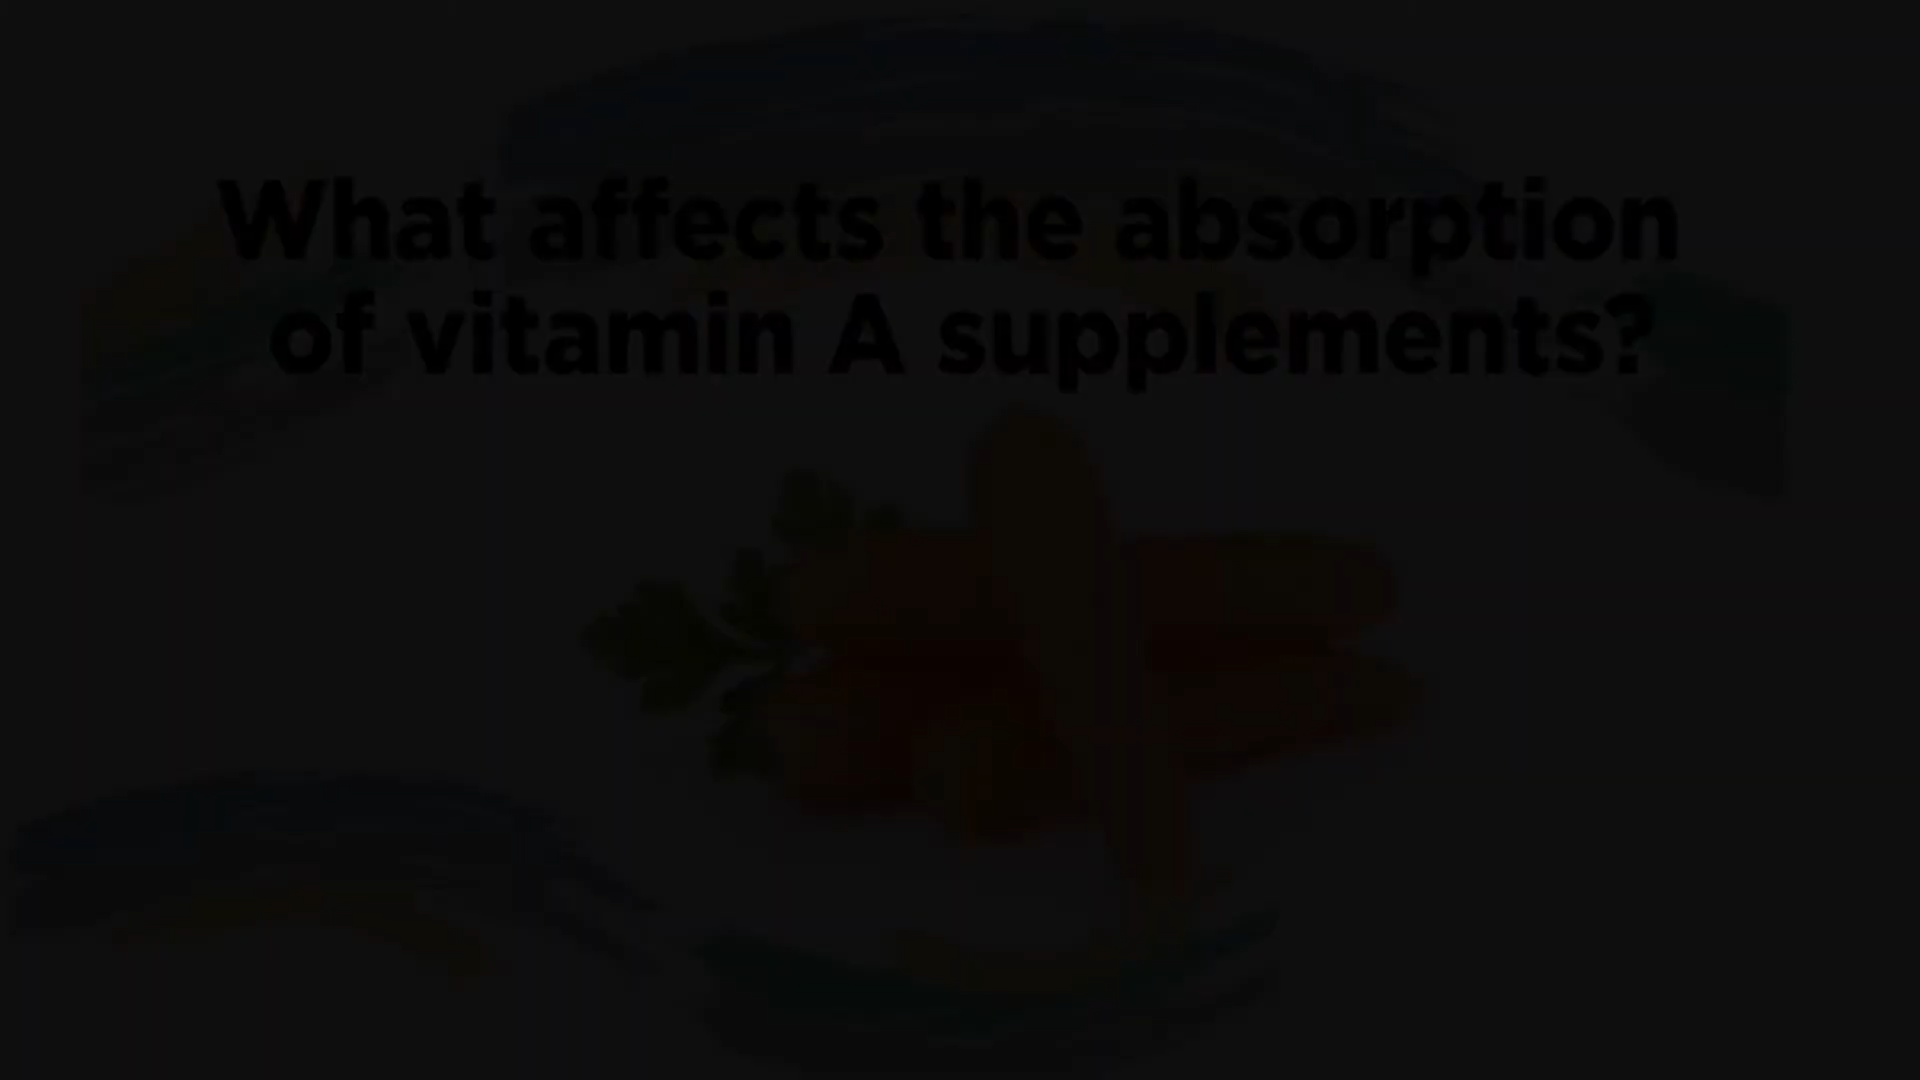 What affects the absorption
of vitamin A supplements?